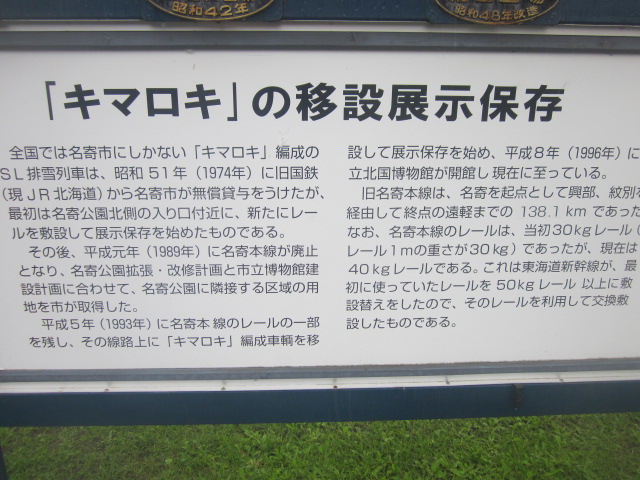 昭和42年
昭和48年改造
「キマロキ」の移設展示保存
全国では名寄市にしかない「キマロキ」編成の
SL排雪列車は、昭和 51年（1974年）に旧国鉄
（現JR北海道）から名寄市が無償貸与をうけたが、
最初は名寄公園北側の入り口付近に、新たにレー
ルを敷設して展示保存を始めたものである。
その後、平成元年（1989年）に名寄本線が廃止
となり、名寄公園拡張・改修計画と市立博物館建
設計画に合わせて、名寄公園に隣接する区域の用
地を市が取得した。
平成5年（1993年）に名寄本線のレールの一部
を残し、その線路上に「キマロキ」編成車輌を移
設して展示保存を始め、平成8年（1996年）に
立北国博物館が開館し現在に至っている。
旧名寄本線は、名寄を起点として興部、紋別
経由して終点の遠軽までの 138.1 kmであった
なお、名寄本線のレールは、当初30kgレール（
レール1mの重さが30kg）であったが、現在は
40kgレールである。これは東海道新幹線が、最
初に使っていたレールを50kgレール 以上に敷
設替えをしたので、そのレールを利用して交換敷
設したものである。